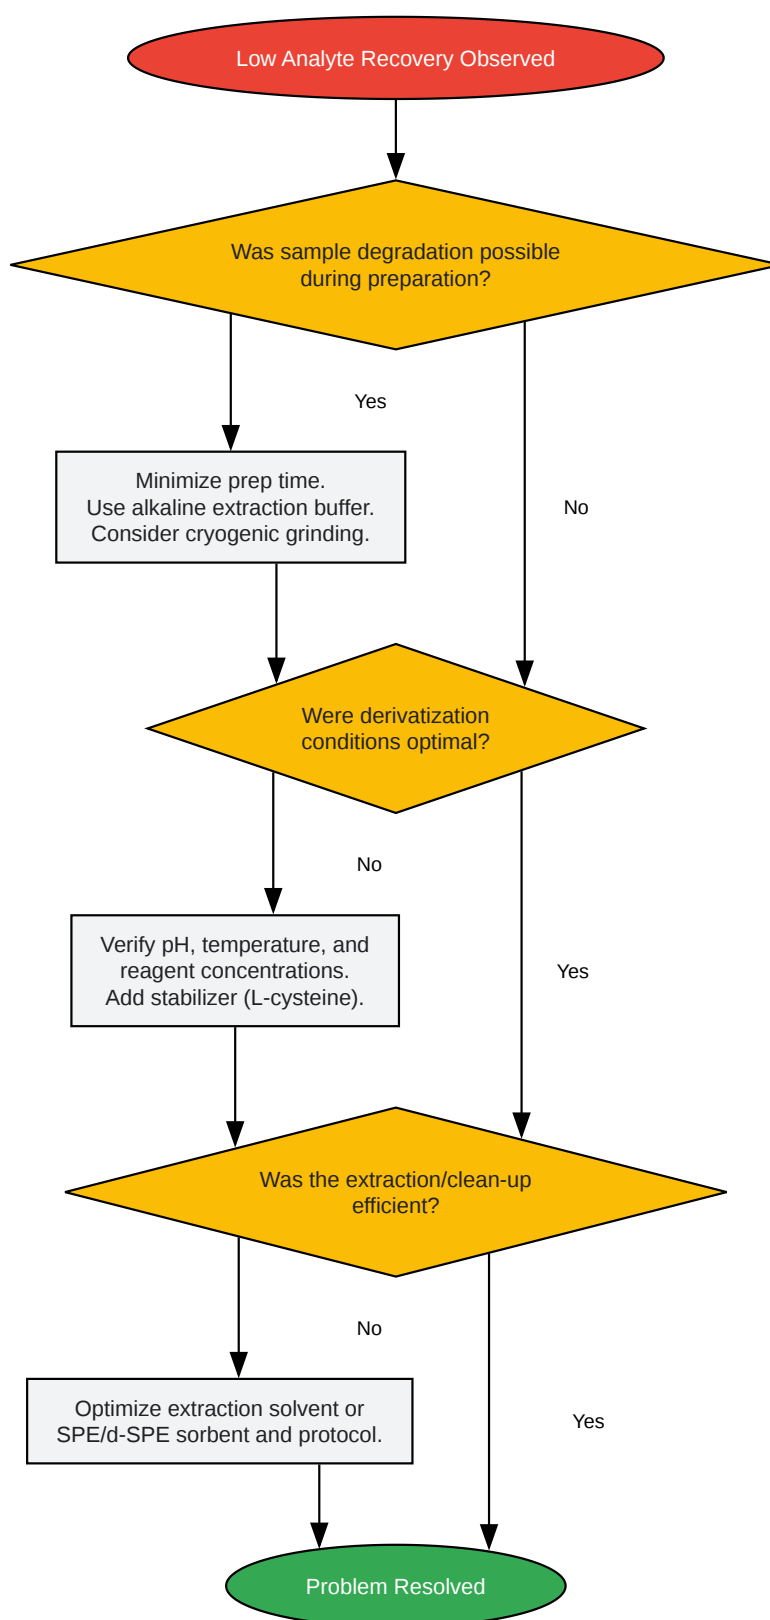 Low Analyte Recovery Observed
Was sample degradation possible
during preparation?
Yes
Minimize prep time.
Use alkaline extraction buffer.
Consider cryogenic grinding.
No
Were derivatization
conditions optimal?
No
Verify pH, temperature, and
reagent concentrations.
Add stabilizer (L-cysteine).
Yes
Was the extraction/clean-up
efficient?
No
Optimize extraction solvent or
SPE/d-SPE sorbent and protocol.
Yes
Problem Resolved